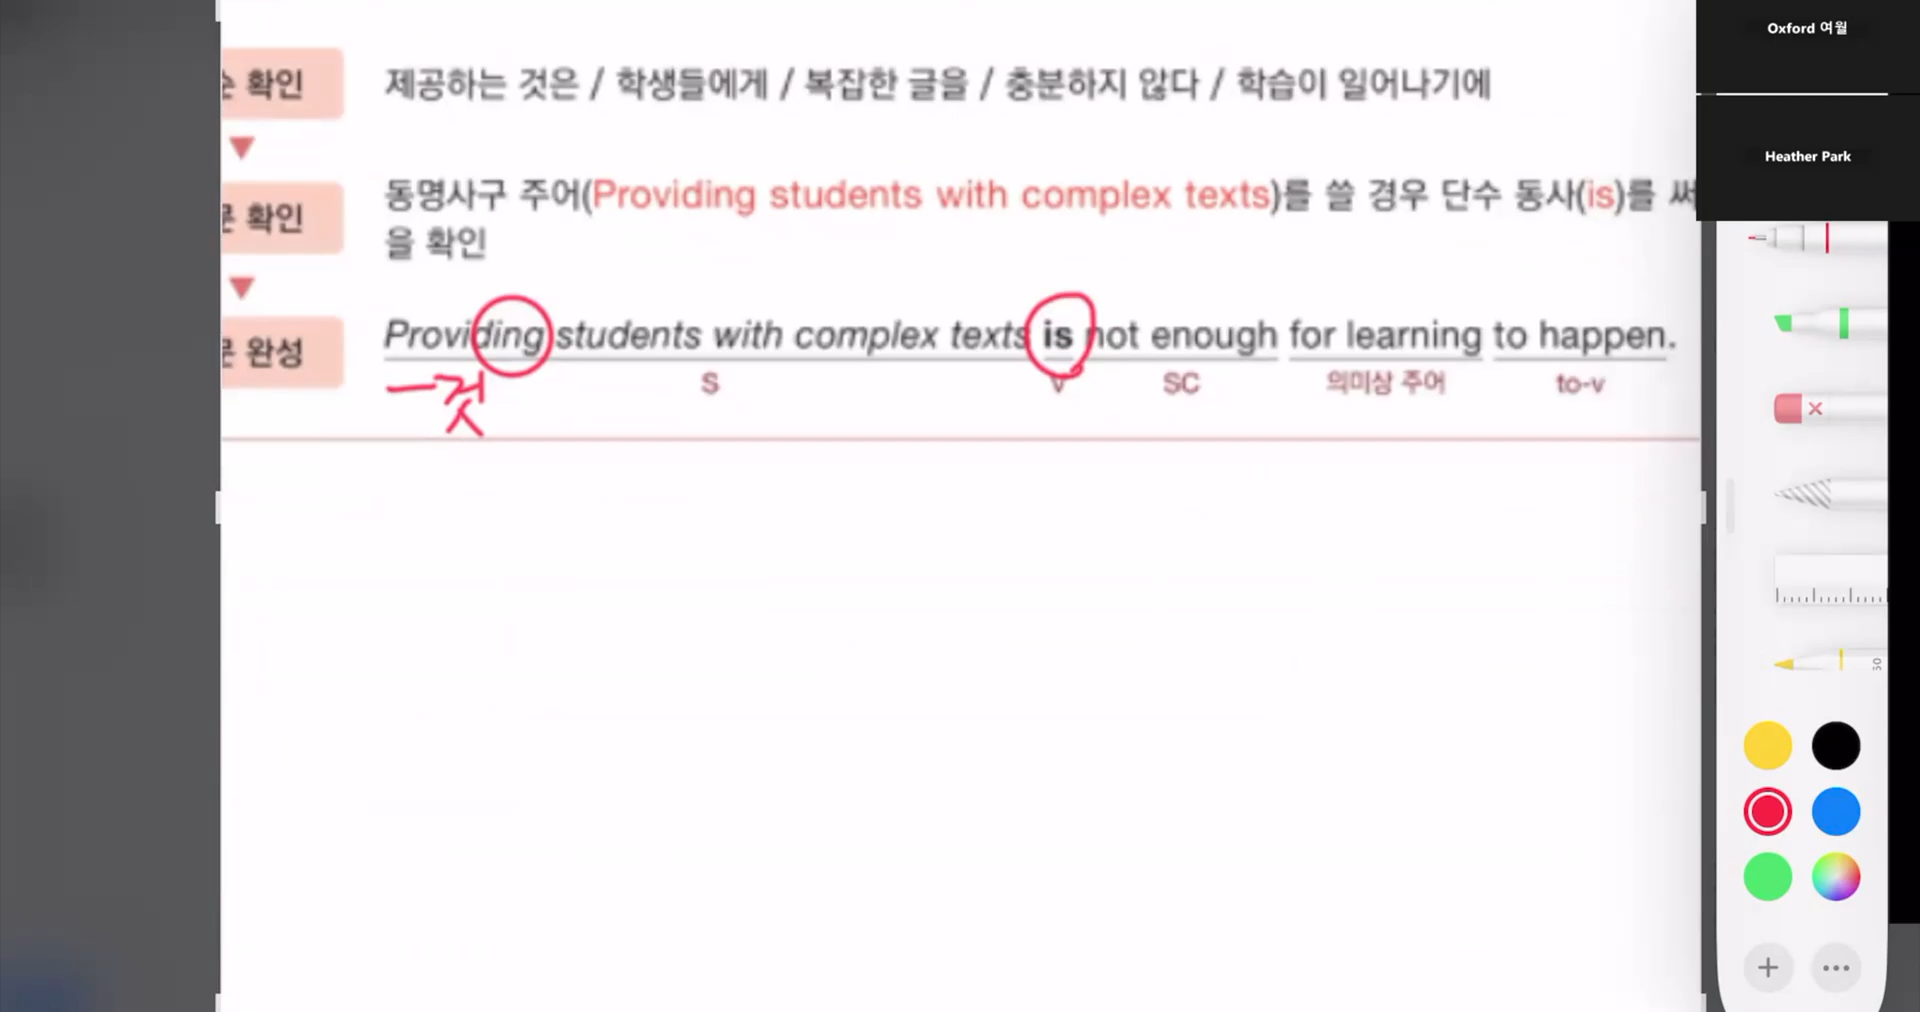 Oxford 여월
Heather Park
확인
제공하는 것은 / 학생들에게 / 복잡한 글을 / 충분하지 않다 / 학습이 일어나기에
확인
동명사구 주어(Providing students with complex texts)를 쓸 경우 단수 동사(is)를 써
을 확인
완성
Providing students with complex texts is not enough for learning to happen.
ㅡ것
S V SC 의미상 주어 to-v
50